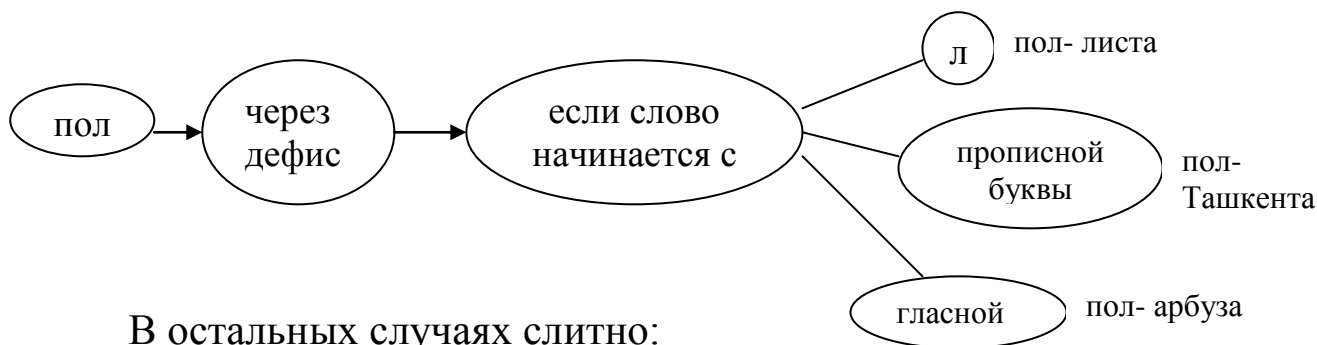 пол
через
дефис
если слово
начинается с
л
пол- листа
прописной
буквы
пол-
Ташкента
гласной
пол- арбуза
В остальных случаях слитно: